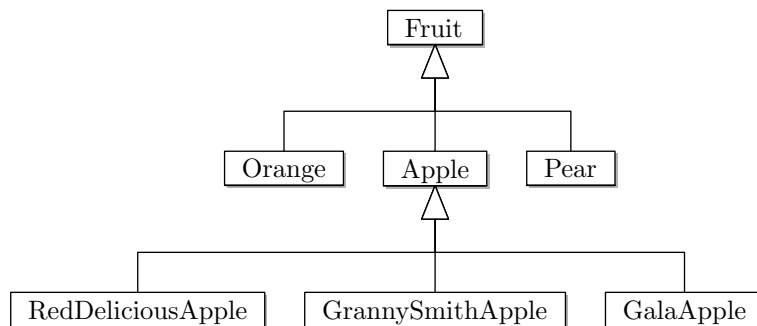 Fruit
Orange
Apple
Pear
RedDeliciousApple
GrannySmithApple
GalaApple